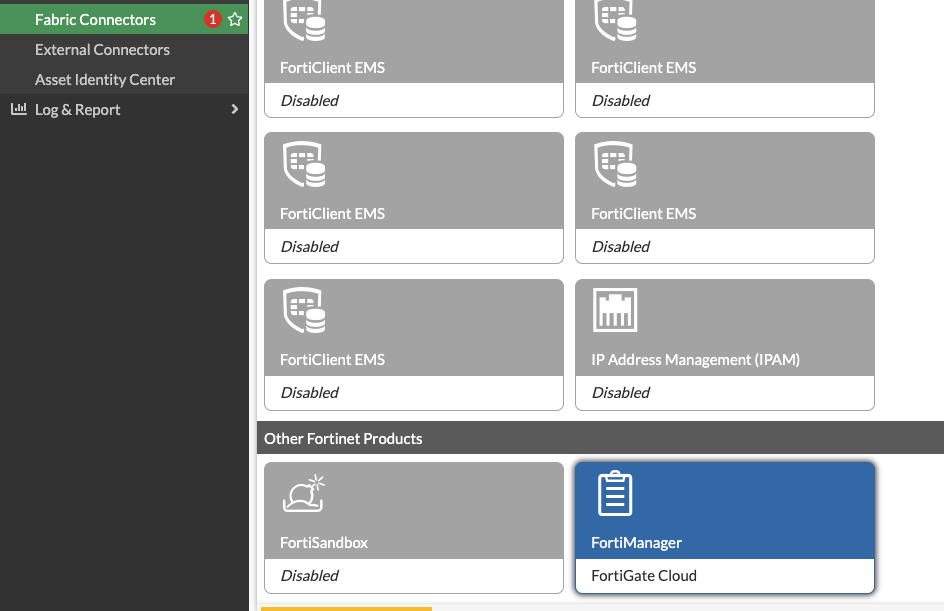 Fabric Connectors 1
External Connectors
Asset Identity Center
Log & Report
FortiClient EMS
Disabled
FortiClient EMS
Disabled
FortiClient EMS
Disabled
FortiClient EMS
Disabled
FortiClient EMS
Disabled
IP Address Management (IPAM)
Disabled
Other Fortinet Products
FortiSandbox
Disabled
FortiManager
FortiGate Cloud